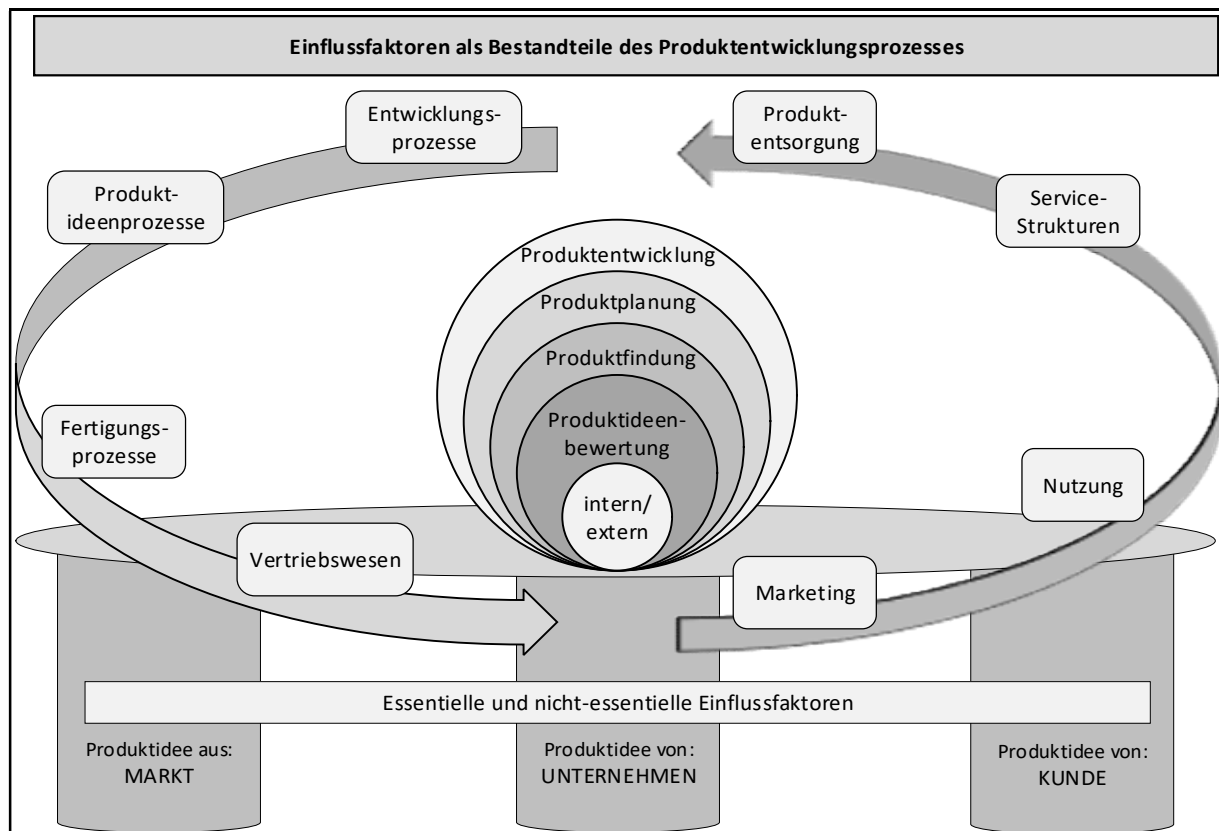 Einflussfaktoren als Bestandteile des Produktentwicklungsprozesses
Entwicklungs-
prozesse
Produkt-
entsorgung
Produkt-
ideenprozesse
Service-
Strukturen
Produktentwicklung
Produktplanung
Produktfindung
Produktideen-
bewertung
intern/
extern
Fertigungs-
prozesse
Nutzung
Vertriebswesen
Marketing
Essentielle und nicht-essentielle Einflussfaktoren
Produktidee aus:
MARKT
Produktidee von:
UNTERNEHMEN
Produktidee von:
KUNDE